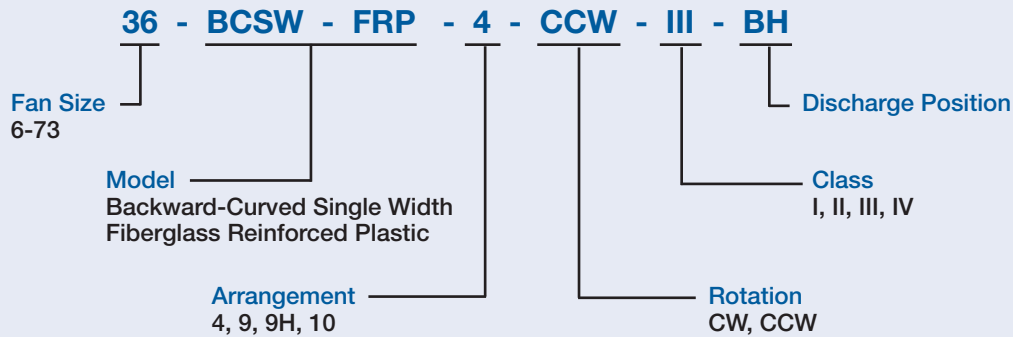 36 - BCSW - FRP - 4 - CCW - III - BH
Fan Size
6-73
Discharge Position
Model
Backward-Curved Single Width
Fiberglass Reinforced Plastic
Class
I, II, III, IV
Arrangement
4, 9, 9H, 10
Rotation
CW, CCW